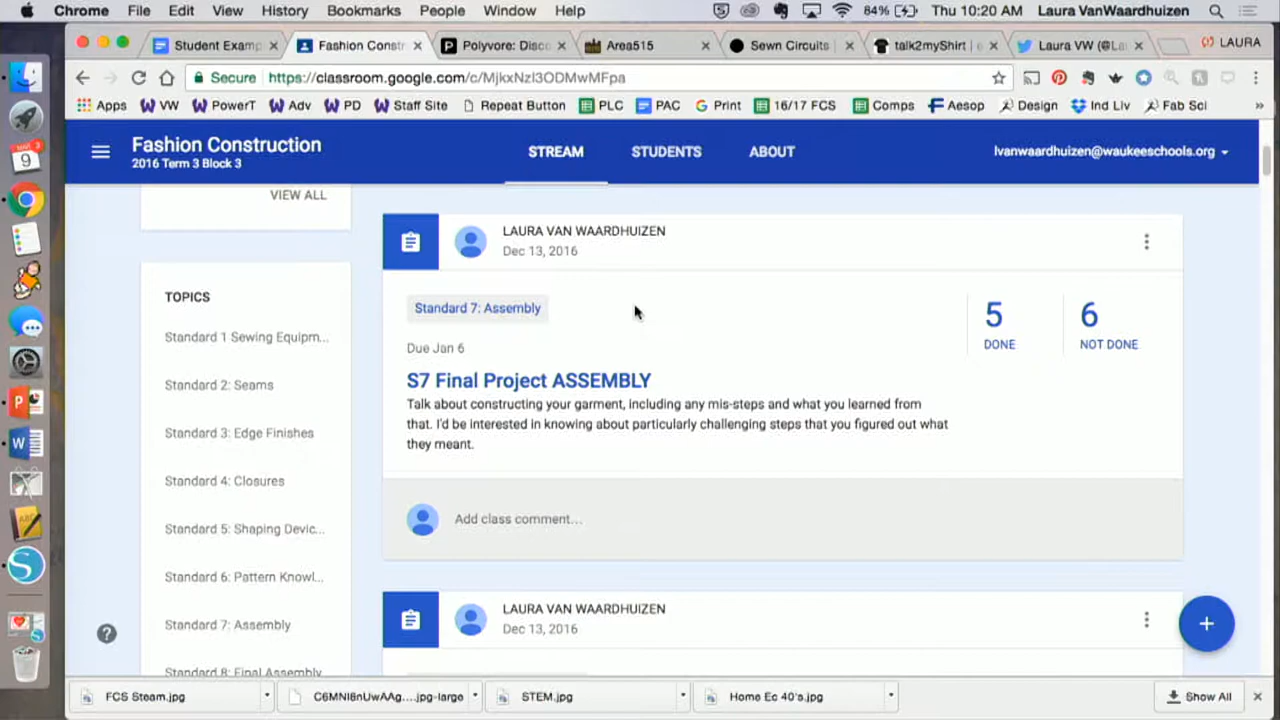 Chrome File Edit View History Bookmarks People Window Help 84% Thu 10:20 AM Laura VanWaardhuizen
Student Examp Fashion Constr Polyvore: Disco Area515 Sewn Circuits talk2myShirt | e Laura VW (@La LAURA
Secure https://classroom.google.com/c/MjkxNzI3ODMwMFpa
Apps VW PowerT Adv PD Staff Site Repeat Button PLC PAC Print 16/17 FCS Comps Aesop Design Ind Liv Fab Sci »
Fashion Construction
2016 Term 3 Block 3
STREAM STUDENTS ABOUT
lvanwaardhuizen@waukeeschools.org
VIEW ALL
TOPICS
Standard 1 Sewing Equipm...
Standard 2: Seams
Standard 3: Edge Finishes
Standard 4: Closures
Standard 5: Shaping Devic...
Standard 6: Pattern Knowl...
Standard 7: Assembly
Standard 8: Final Assembly
LAURA VAN WAARDHUIZEN
Dec 13, 2016
Standard 7: Assembly
Due Jan 6
5
DONE
6
NOT DONE
S7 Final Project ASSEMBLY
Talk about constructing your garment, including any mis-steps and what you learned from
that. I'd be interested in knowing about particularly challenging steps that you figured out what
they meant.
Add class comment...
LAURA VAN WAARDHUIZEN
Dec 13, 2016
FCS Steam.jpg C6MNI8nUwAAg....jpg-large STEM.jpg Home Ec 40's.jpg Show All